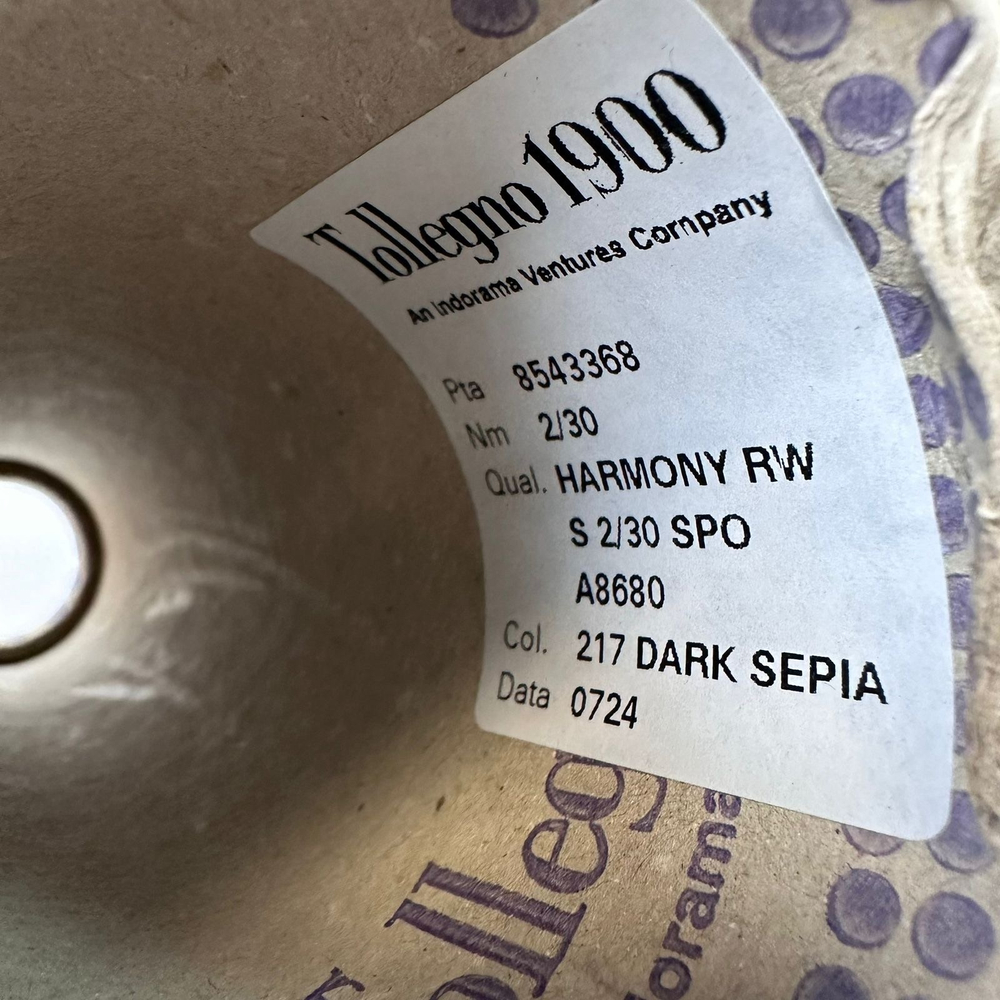 Tollegno 1900
An Indorama Ventures Company
Pta 8543368
Nm 2/30
Qual. HARMONY RW
S 2/30 SPO
A8680
Col. 217 DARK SEPIA
Data 0724